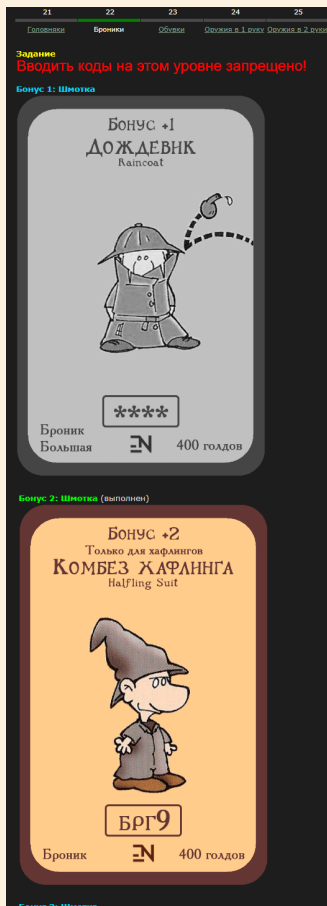 21 22 23 24 25
Головняки Броники Обувки Оружия в 1 руку Оружия в 2 руки
Задание
Вводить коды на этом уровне запрещено!
Бонус 1: Шмотка
Бонус +1
Дождевик
Raincoat
****
Броник
Большая
EN
400 голдов
Бонус 2: Шмотка (выполнен)
Бонус +2
Только для хафлингов
Комбез хафлинга
Halfling Suit
БРГ9
Броник EN 400 голдов